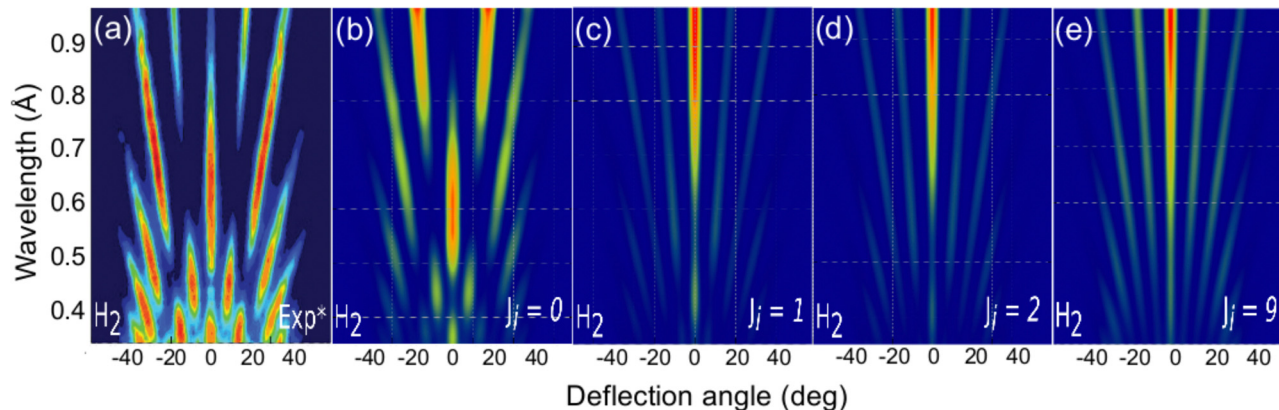 (a) (b) (c) (d) (e)
Wavelength (Å)
0.9
0.8
0.7
0.6
0.5
0.4
H2 Exp* H2 Ji = 0 H2 Ji = 1 H2 Ji = 2 H2 Ji = 9
-40 -20 0 20 40 -40 -20 0 20 40 -40 -20 0 20 40 -40 -20 0 20 40 -40 -20 0 20 40
Deflection angle (deg)